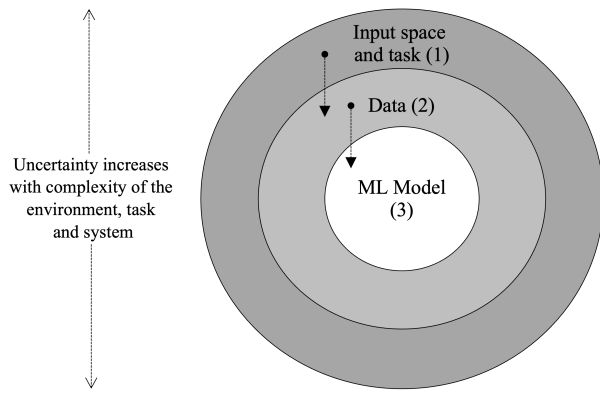 Input space
and task (1)
Data (2)
ML Model
(3)
Uncertainty increases
with complexity of the
environment, task
and system